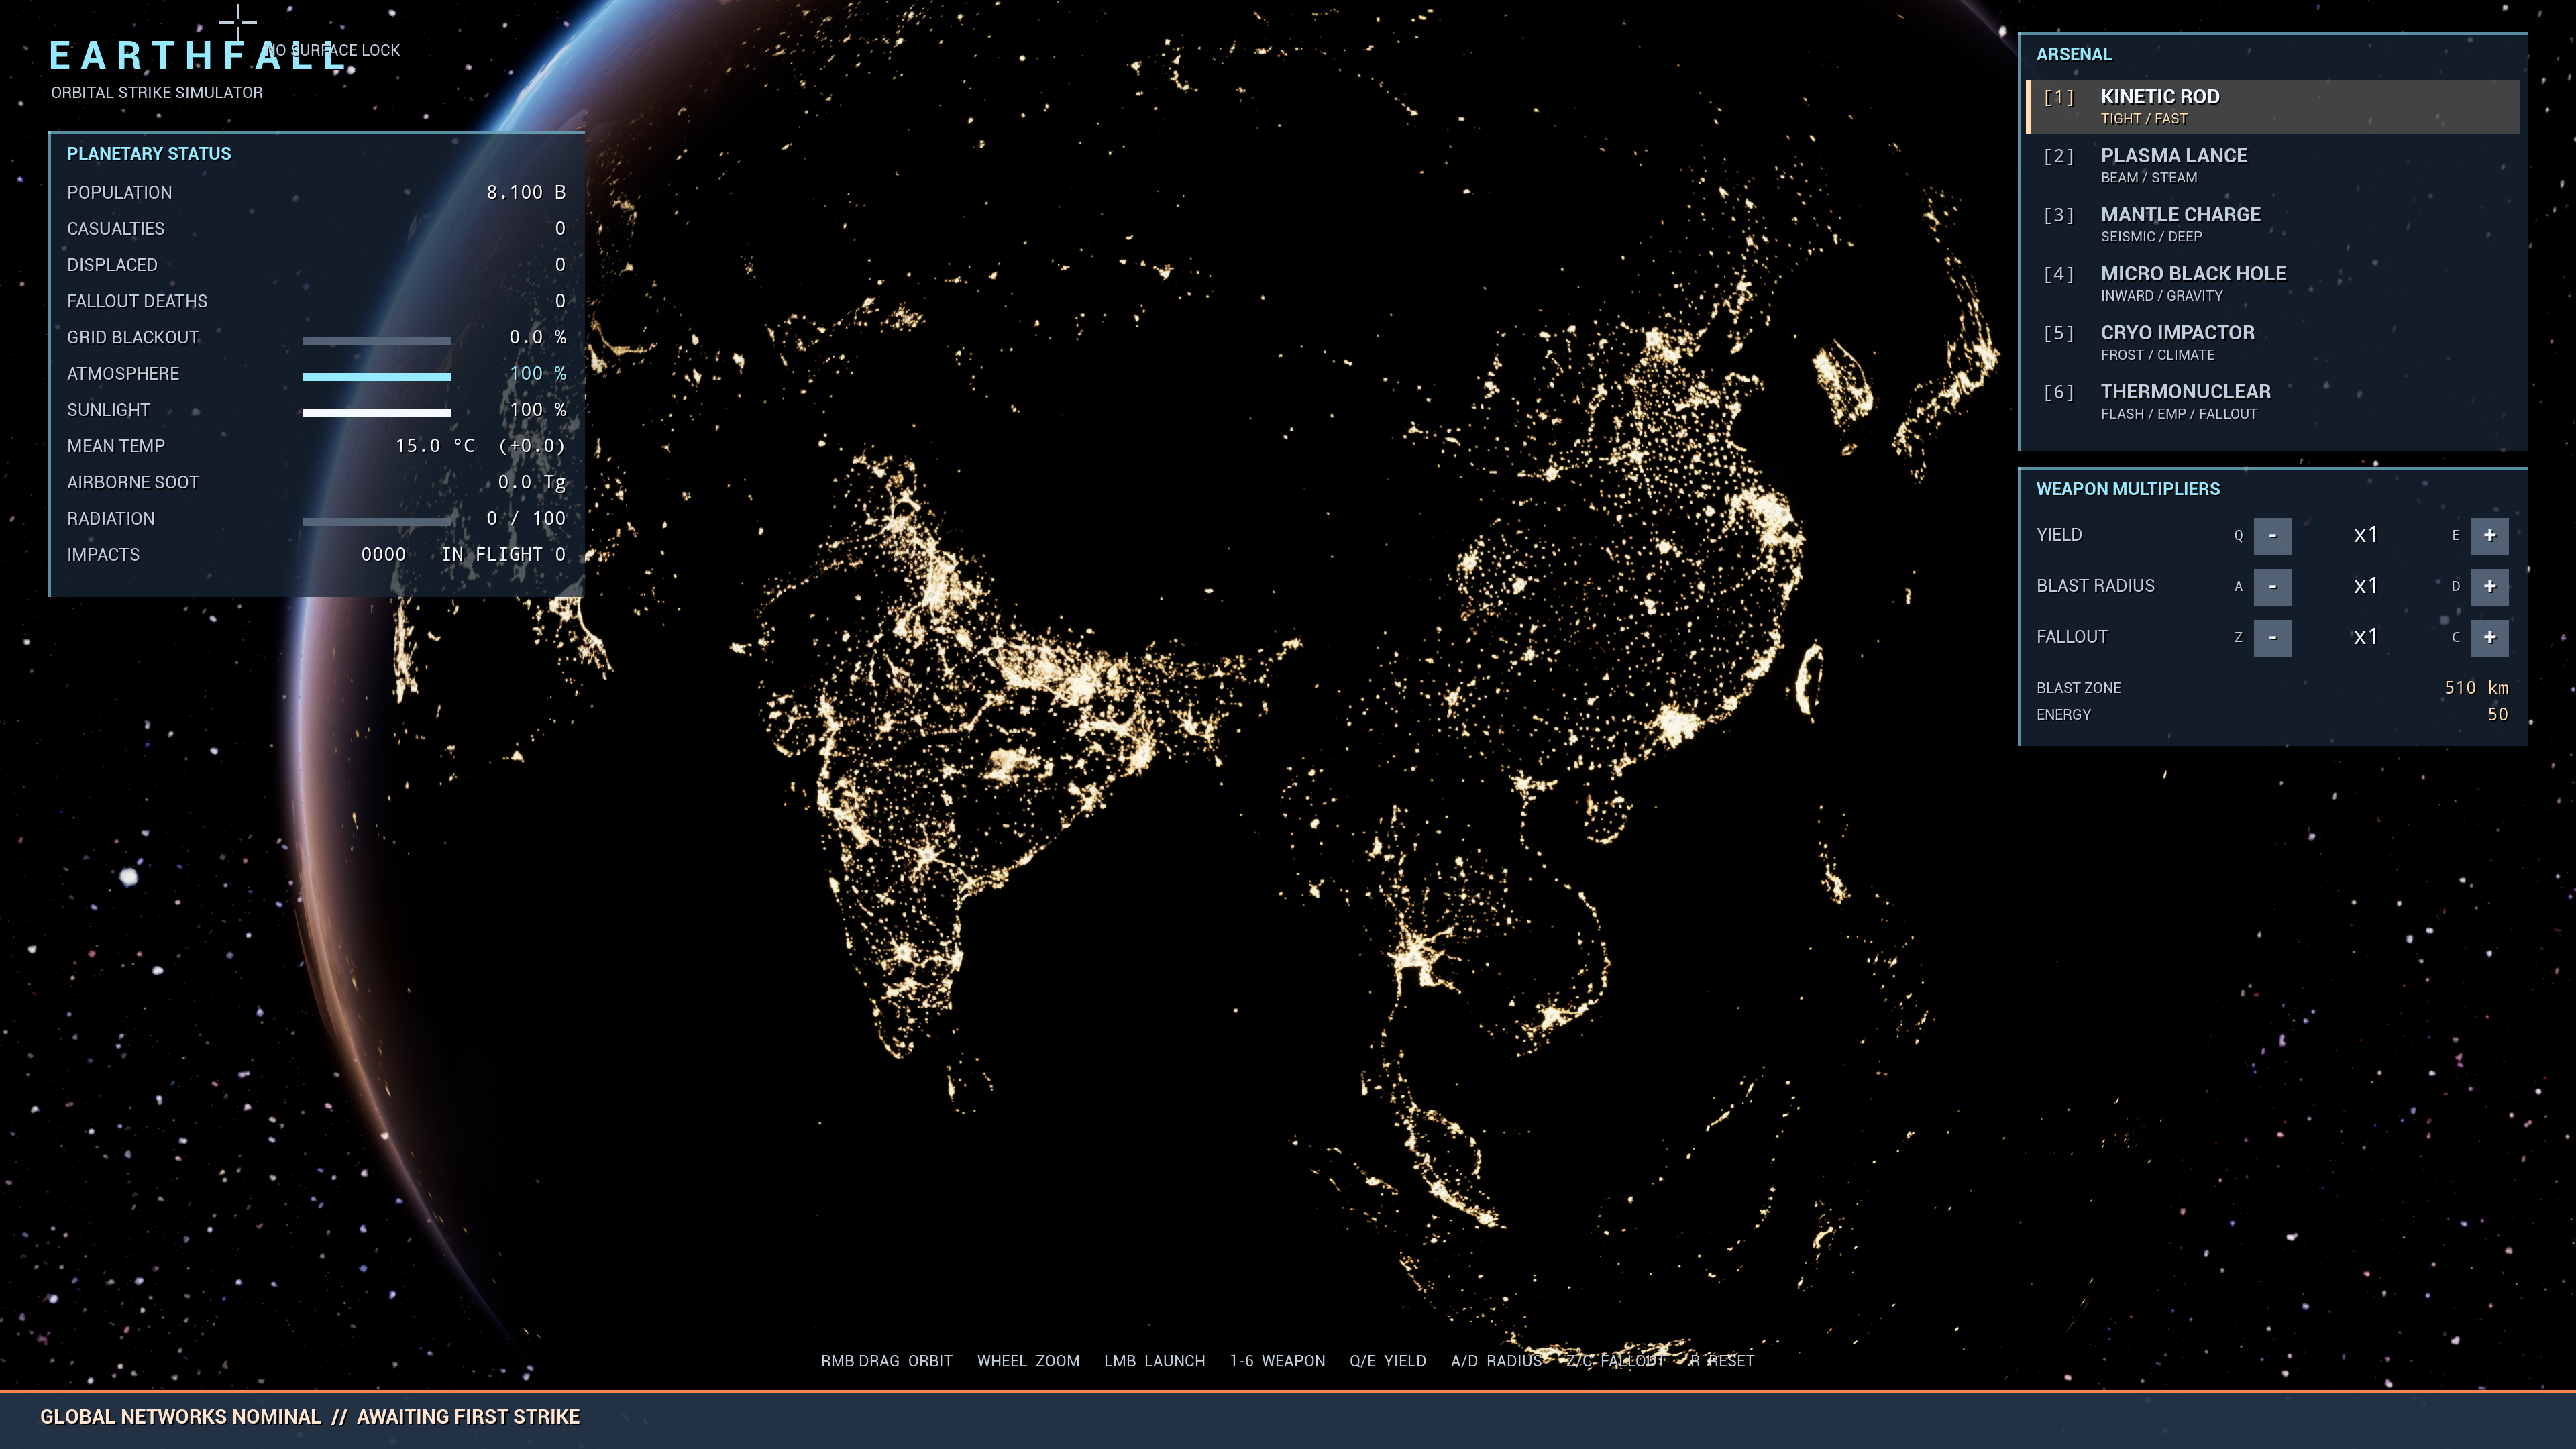 EARTHFALL
NO SURFACE LOCK
ORBITAL STRIKE SIMULATOR
PLANETARY STATUS
POPULATION 8.100 B
CASUALTIES 0
DISPLACED 0
FALLOUT DEATHS 0
GRID BLACKOUT 0.0 %
ATMOSPHERE 100 %
SUNLIGHT 100 %
MEAN TEMP 15.0 °C (+0.0)
AIRBORNE SOOT 0.0 Tg
RADIATION 0 / 100
IMPACTS 0000 IN FLIGHT 0
ARSENAL
[1] KINETIC ROD
TIGHT / FAST
[2] PLASMA LANCE
BEAM / STEAM
[3] MANTLE CHARGE
SEISMIC / DEEP
[4] MICRO BLACK HOLE
INWARD / GRAVITY
[5] CRYO IMPACTOR
FROST / CLIMATE
[6] THERMONUCLEAR
FLASH / EMP / FALLOUT
WEAPON MULTIPLIERS
YIELD Q - x1 E +
BLAST RADIUS A - x1 D +
FALLOUT Z - x1 C +
BLAST ZONE 510 km
ENERGY 50
RMB DRAG ORBIT WHEEL ZOOM LMB LAUNCH 1-6 WEAPON Q/E YIELD A/D RADIUS Z/C FALLOUT R RESET
GLOBAL NETWORKS NOMINAL // AWAITING FIRST STRIKE